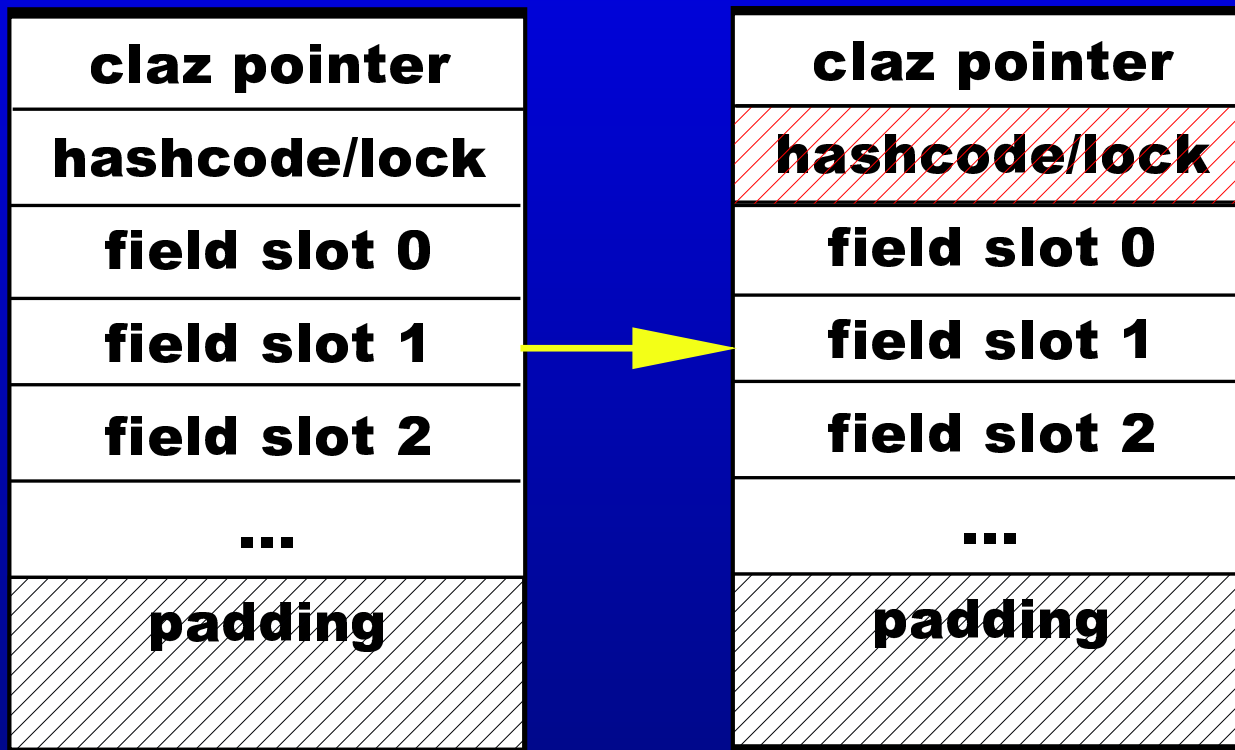 claz pointer
hashcode/lock
field slot 0
field slot 1
field slot 2
...
padding
claz pointer
hashcode/lock
field slot 0
field slot 1
field slot 2
...
padding